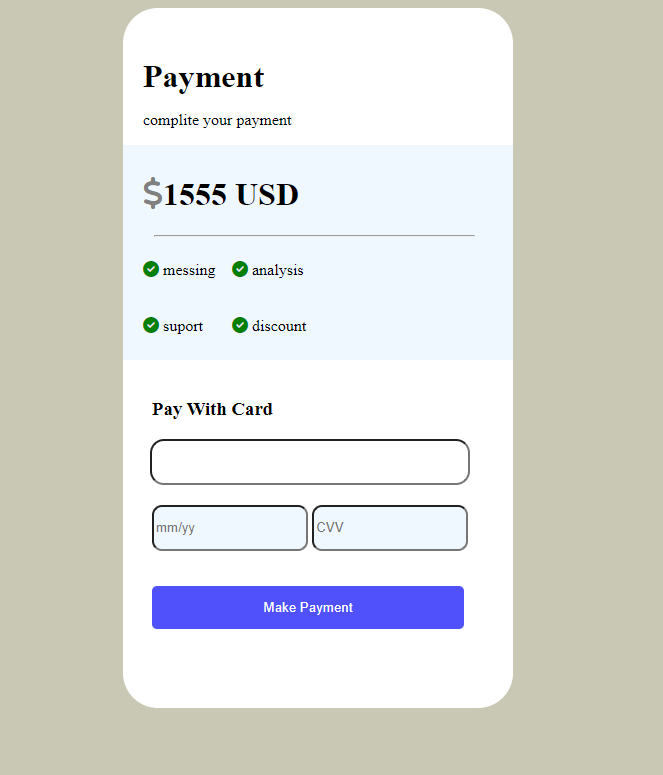 Payment
complite your payment
$1555 USD
messing analysis
suport discount
Pay With Card
mm/yy CVV
Make Payment